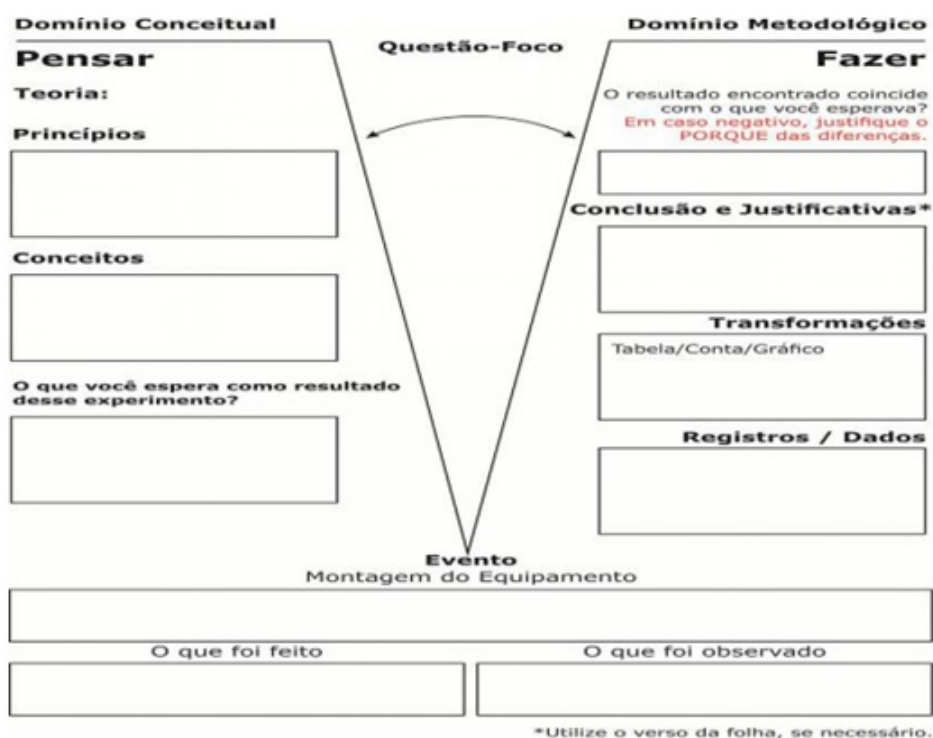 Domínio Conceitual
Pensar
Teoria:
Princípios
Conceitos
O que você espera como resultado
desse experimento?
Questão-Foco
Domínio Metodológico
Fazer
O resultado encontrado coincide
com o que você esperava?
Em caso negativo, justifique o
PORQUE das diferenças.
Conclusão e Justificativas*
Transformações
Tabela/Conta/Gráfico
Registros / Dados
Evento
Montagem do Equipamento
O que foi feito
O que foi observado
*Utilize o verso da folha, se necessário.